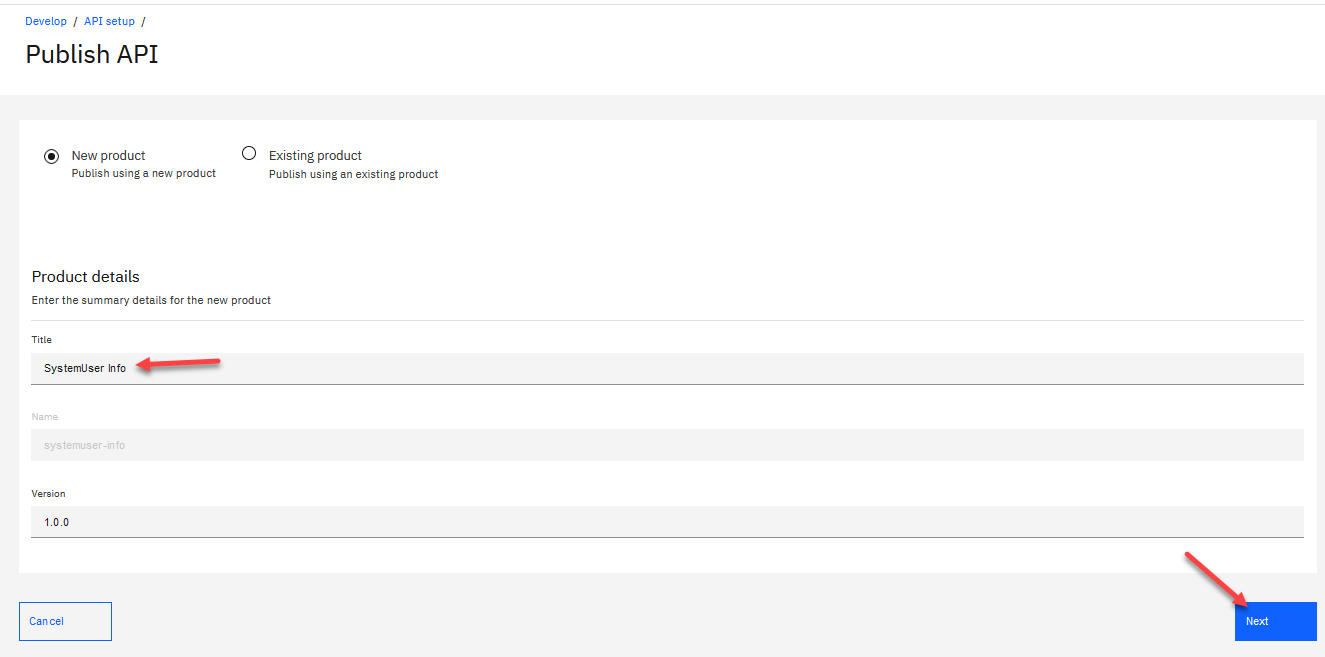 Develop / API setup /
Publish API
New product
Publish using a new product
Existing product
Publish using an existing product
Product details
Enter the summary details for the new product
Title
SystemUser Info
Name
systemuser-info
Version
1.0.0
Cancel
Next